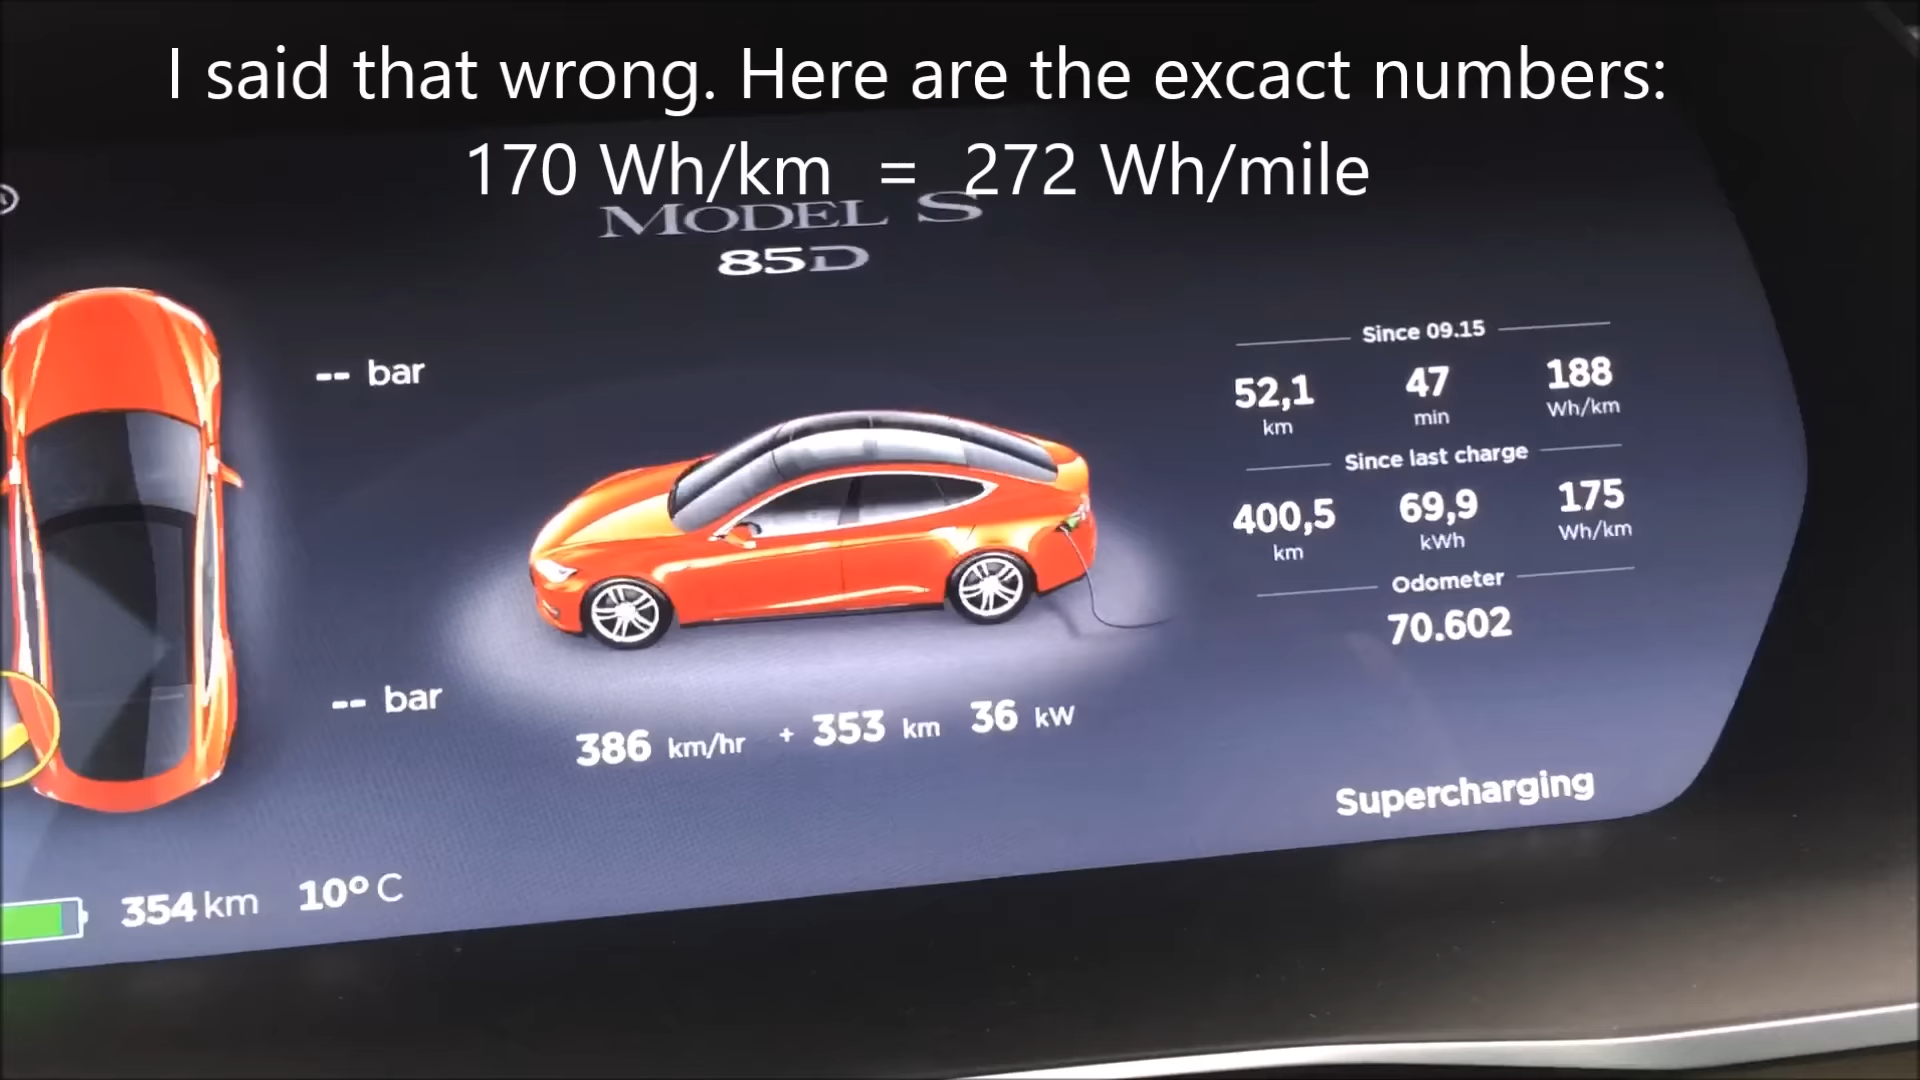 I said that wrong. Here are the excact numbers:
170 Wh/km = 272 Wh/mile
MODEL S
85D
-- bar
-- bar
Since 09.15
52,1 47 188
km min Wh/km
Since last charge
400,5 69,9 175
km kWh Wh/km
Odometer
70.602
386 km/hr + 353 km 36 kW
Supercharging
354 km 10° C